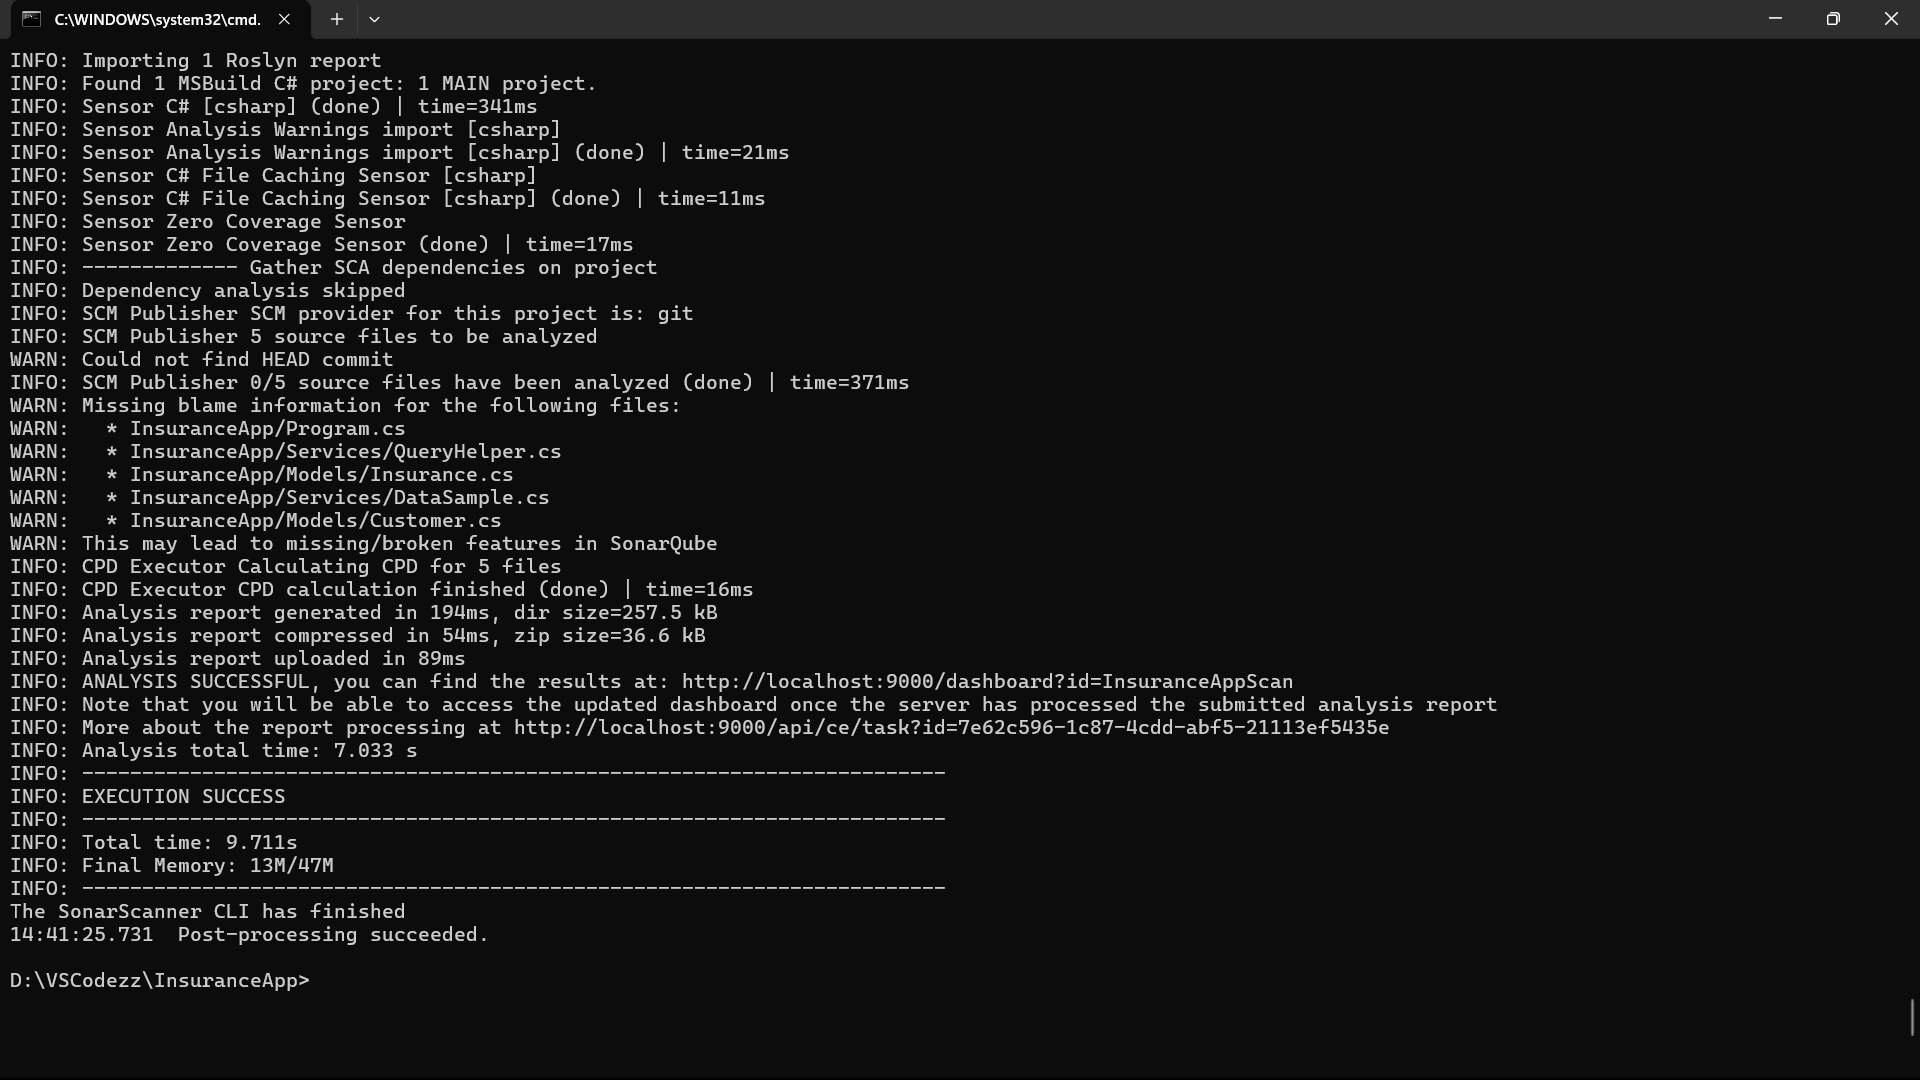 C:\WINDOWS\system32\cmd.
INFO: Importing 1 Roslyn report
INFO: Found 1 MSBuild C# project: 1 MAIN project.
INFO: Sensor C# [csharp] (done) | time=341ms
INFO: Sensor Analysis Warnings import [csharp]
INFO: Sensor Analysis Warnings import [csharp] (done) | time=21ms
INFO: Sensor C# File Caching Sensor [csharp]
INFO: Sensor C# File Caching Sensor [csharp] (done) | time=11ms
INFO: Sensor Zero Coverage Sensor
INFO: Sensor Zero Coverage Sensor (done) | time=17ms
INFO: ------------- Gather SCA dependencies on project
INFO: Dependency analysis skipped
INFO: SCM Publisher SCM provider for this project is: git
INFO: SCM Publisher 5 source files to be analyzed
WARN: Could not find HEAD commit
INFO: SCM Publisher 0/5 source files have been analyzed (done) | time=371ms
WARN: Missing blame information for the following files:
WARN:   * InsuranceApp/Program.cs
WARN:   * InsuranceApp/Services/QueryHelper.cs
WARN:   * InsuranceApp/Models/Insurance.cs
WARN:   * InsuranceApp/Services/DataSample.cs
WARN:   * InsuranceApp/Models/Customer.cs
WARN: This may lead to missing/broken features in SonarQube
INFO: CPD Executor Calculating CPD for 5 files
INFO: CPD Executor CPD calculation finished (done) | time=16ms
INFO: Analysis report generated in 194ms, dir size=257.5 kB
INFO: Analysis report compressed in 54ms, zip size=36.6 kB
INFO: Analysis report uploaded in 89ms
INFO: ANALYSIS SUCCESSFUL, you can find the results at: http://localhost:9000/dashboard?id=InsuranceAppScan
INFO: Note that you will be able to access the updated dashboard once the server has processed the submitted analysis report
INFO: More about the report processing at http://localhost:9000/api/ce/task?id=7e62c596-1c87-4cdd-abf5-21113ef5435e
INFO: Analysis total time: 7.033 s
INFO: ------------------------------------------------------------------------
INFO: EXECUTION SUCCESS
INFO: ------------------------------------------------------------------------
INFO: Total time: 9.711s
INFO: Final Memory: 13M/47M
INFO: ------------------------------------------------------------------------
The SonarScanner CLI has finished
14:41:25.731  Post-processing succeeded.
D:\VSCodezz\InsuranceApp>